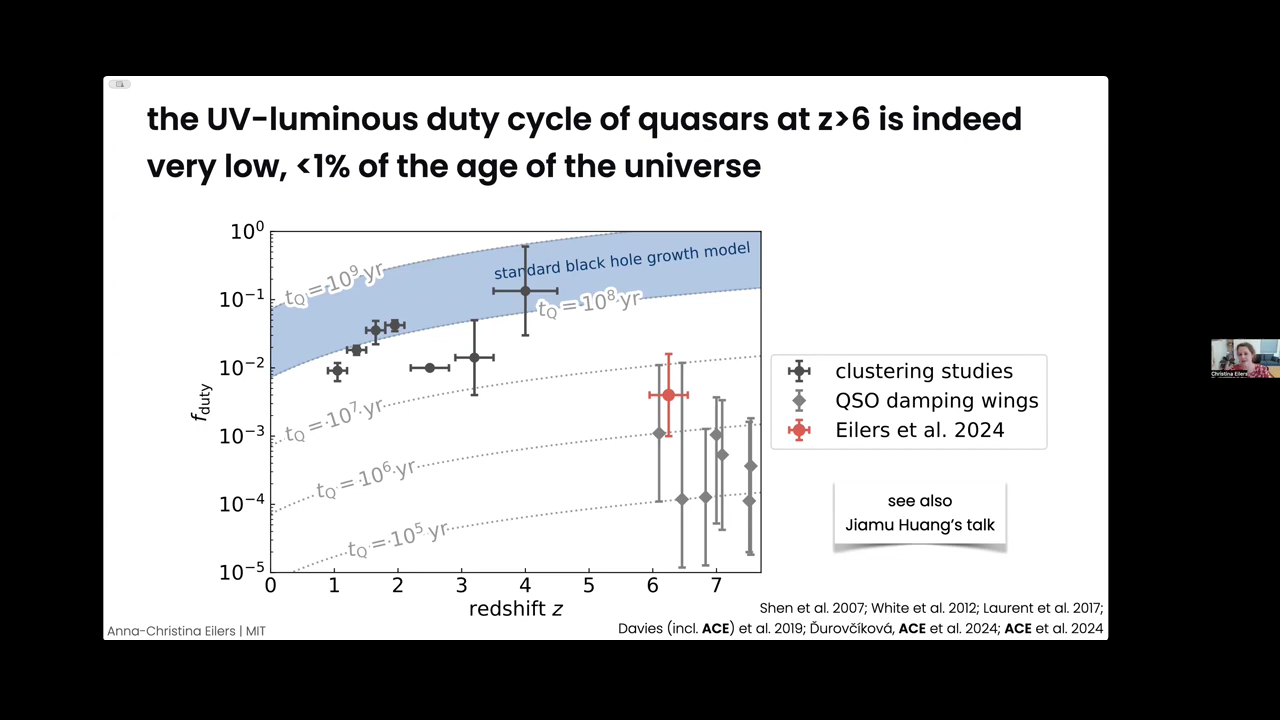 the UV-luminous duty cycle of quasars at z>6 is indeed
very low, <1% of the age of the universe
10⁰
10⁻¹
10⁻²
10⁻³
10⁻⁴
10⁻⁵
f_duty
t_Q = 10⁹ yr
standard black hole growth model
t_Q = 10⁸ yr
t_Q = 10⁷ yr
t_Q = 10⁶ yr
t_Q = 10⁵ yr
0 1 2 3 4 5 6 7
redshift z
clustering studies
QSO damping wings
Eilers et al. 2024
see also
Jiamu Huang's talk
Shen et al. 2007; White et al. 2012; Laurent et al. 2017;
Davies (incl. ACE) et al. 2019; Ďurovčíková, ACE et al. 2024; ACE et al. 2024
Anna-Christina Eilers | MIT
Christina Eilers